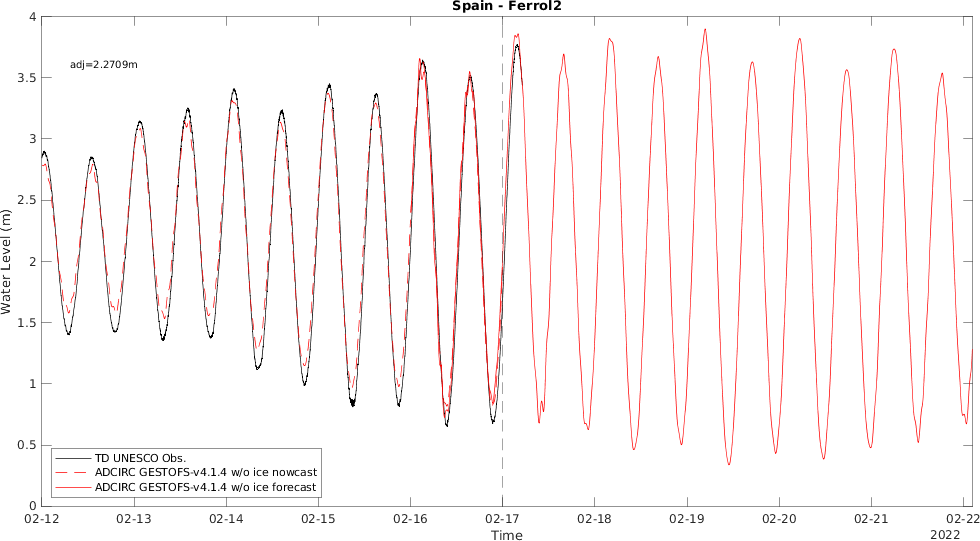 Spain - Ferrol2
adj=2.2709m
Water Level (m)
4
3.5
3
2.5
2
1.5
1
0.5
0
TD UNESCO Obs.
ADCIRC GESTOFS-v4.1.4 w/o ice nowcast
ADCIRC GESTOFS-v4.1.4 w/o ice forecast
02-12 02-13 02-14 02-15 02-16 02-17 02-18 02-19 02-20 02-21 02-22
Time
2022